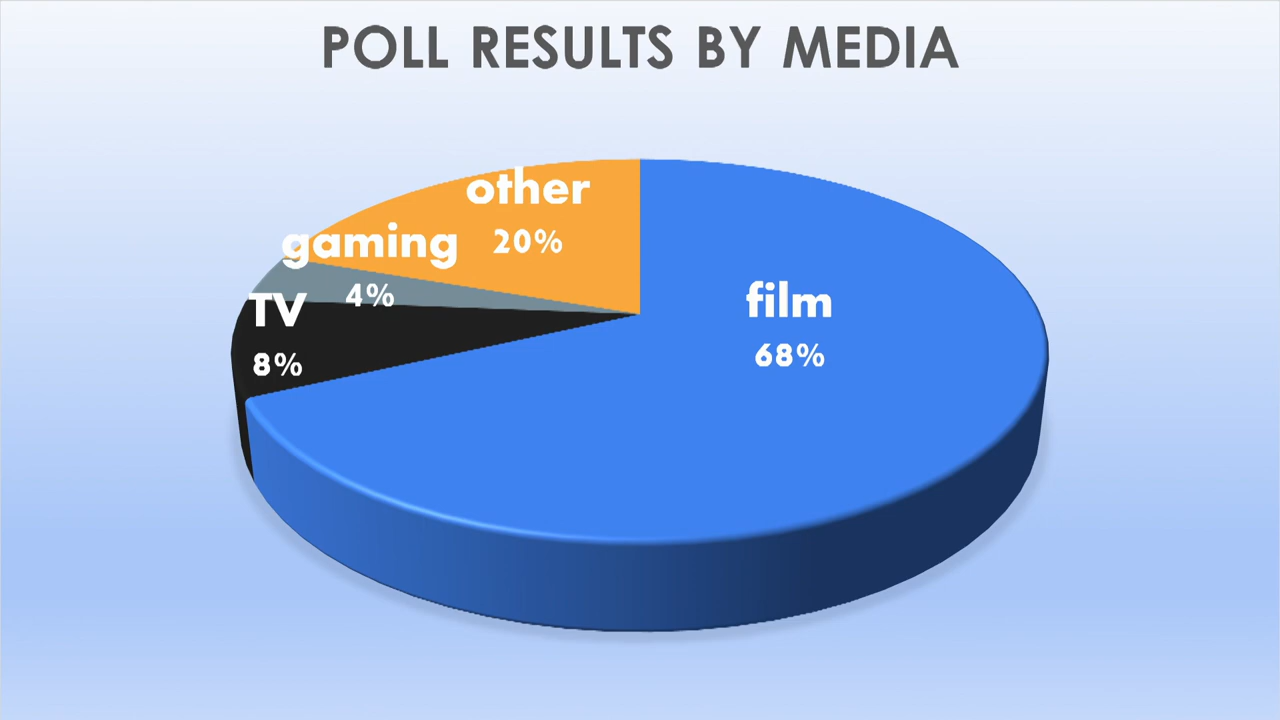 POLL RESULTS BY MEDIA
other
20%
gaming
4%
TV
8%
film
68%